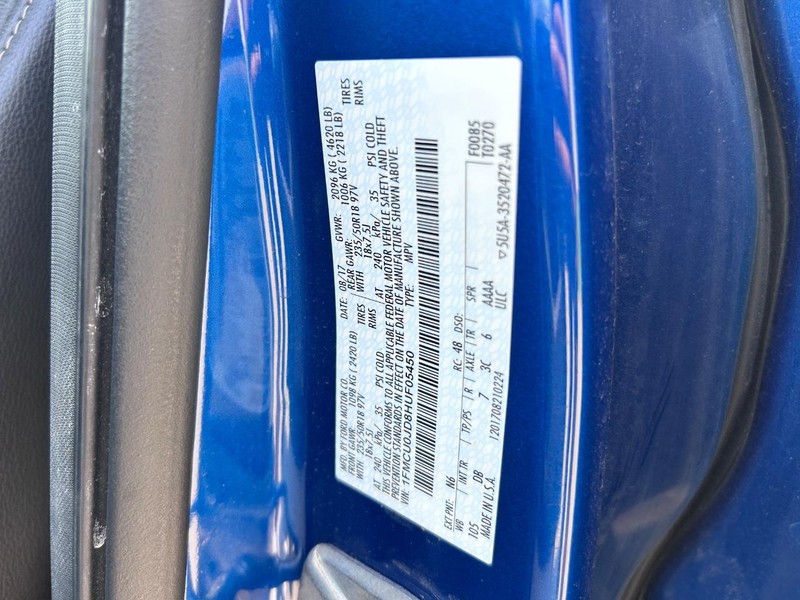 MFD. BY FORD MOTOR CO. DATE: 08/17 GVWR: 2096 KG ( 4620 LB)
FRONT GAWR: 1098 KG ( 2420 LB) REAR GAWR: 1006 KG ( 2218 LB)
WITH 235/50R18 97V TIRES WITH 235/50R18 97V TIRES
18x7.5J RIMS 18x7.5J RIMS
AT 240 kPa/ 35 PSI COLD AT 240 kPa/ 35 PSI COLD
THIS VEHICLE CONFORMS TO ALL APPLICABLE FEDERAL MOTOR VEHICLE SAFETY AND THEFT
PREVENTION STANDARDS IN EFFECT ON THE DATE OF MANUFACTURE SHOWN ABOVE.
VIN: 1FMCU0JD8HUF05450 TYPE: MPV
F0085
T0270
EXT PNT: N6 RC: 4B DSO:
WB INT TR TP/PS R AXLE TR SPR
105 DB 7 3C 6 AAAA
MADE IN U.S.A. 1201708210224 ULC
5U5A-3520472-AA